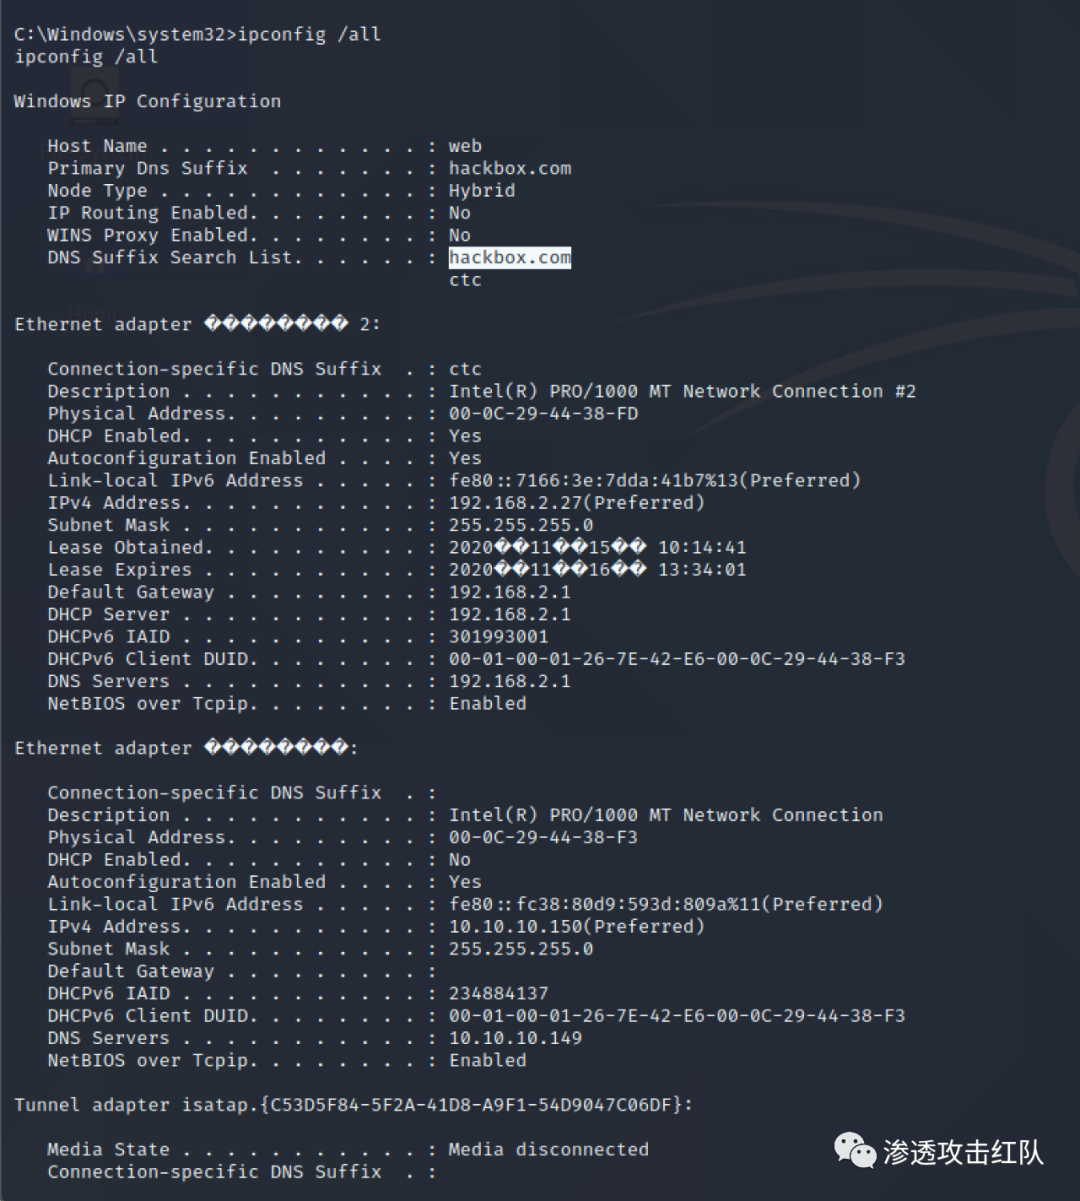 C:\Windows\system32>ipconfig /all
ipconfig /all
Windows IP Configuration
Host Name . . . . . . . . . . . . : web
Primary Dns Suffix  . . . . . . . : hackbox.com
Node Type . . . . . . . . . . . . : Hybrid
IP Routing Enabled. . . . . . . . : No
WINS Proxy Enabled. . . . . . . . : No
DNS Suffix Search List. . . . . . : hackbox.com
ctc
Ethernet adapter �������� 2:
Connection-specific DNS Suffix  . : ctc
Description . . . . . . . . . . . : Intel(R) PRO/1000 MT Network Connection #2
Physical Address. . . . . . . . . : 00-0C-29-44-38-FD
DHCP Enabled. . . . . . . . . . . : Yes
Autoconfiguration Enabled . . . . : Yes
Link-local IPv6 Address . . . . . : fe80::7166:3e:7dda:41b7%13(Preferred)
IPv4 Address. . . . . . . . . . . : 192.168.2.27(Preferred)
Subnet Mask . . . . . . . . . . . : 255.255.255.0
Lease Obtained. . . . . . . . . . : 2020��11��15�� 10:14:41
Lease Expires . . . . . . . . . . : 2020��11��16�� 13:34:01
Default Gateway . . . . . . . . . : 192.168.2.1
DHCP Server . . . . . . . . . . . : 192.168.2.1
DHCPv6 IAID . . . . . . . . . . . : 301993001
DHCPv6 Client DUID. . . . . . . . : 00-01-00-01-26-7E-42-E6-00-0C-29-44-38-F3
DNS Servers . . . . . . . . . . . : 192.168.2.1
NetBIOS over Tcpip. . . . . . . . : Enabled
Ethernet adapter ��������:
Connection-specific DNS Suffix  . :
Description . . . . . . . . . . . : Intel(R) PRO/1000 MT Network Connection
Physical Address. . . . . . . . . : 00-0C-29-44-38-F3
DHCP Enabled. . . . . . . . . . . : No
Autoconfiguration Enabled . . . . : Yes
Link-local IPv6 Address . . . . . : fe80::fc38:80d9:593d:809a%11(Preferred)
IPv4 Address. . . . . . . . . . . : 10.10.10.150(Preferred)
Subnet Mask . . . . . . . . . . . : 255.255.255.0
Default Gateway . . . . . . . . . :
DHCPv6 IAID . . . . . . . . . . . : 234884137
DHCPv6 Client DUID. . . . . . . . : 00-01-00-01-26-7E-42-E6-00-0C-29-44-38-F3
DNS Servers . . . . . . . . . . . : 10.10.10.149
NetBIOS over Tcpip. . . . . . . . : Enabled
Tunnel adapter isatap.{C53D5F84-5F2A-41D8-A9F1-54D9047C06DF}:
Media State . . . . . . . . . . . : Media disconnected
Connection-specific DNS Suffix  . :
渗透攻击红队